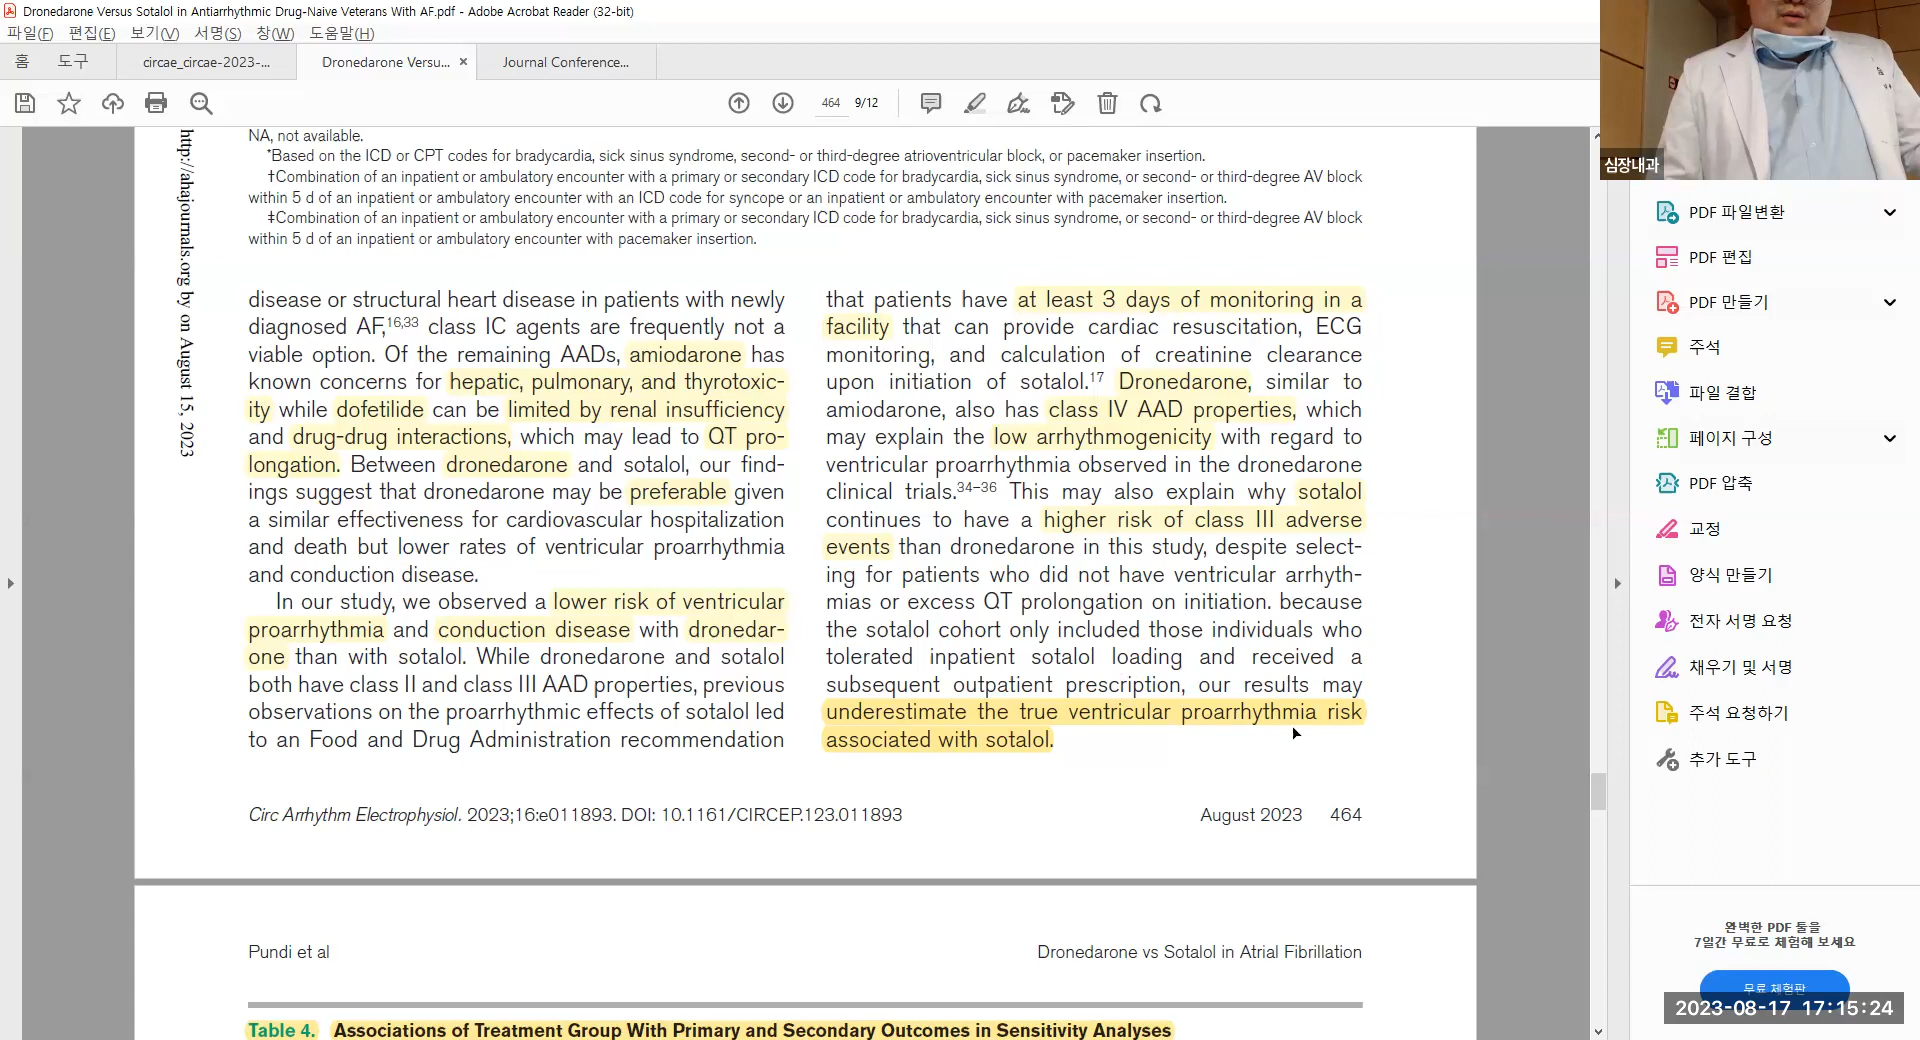 Dronedarone Versus Sotalol in Antiarrhythmic Drug-Naive Veterans With AF.pdf - Adobe Acrobat Reader (32-bit)
파일(F) 편집(E) 보기(V) 서명(S) 창(W) 도움말(H)
홈 도구 circae_circae-2023-... Dronedarone Versu... × Journal Conference...
464 9/12
http://ahajournals.org by on August 15, 2023
NA, not available.
*Based on the ICD or CPT codes for bradycardia, sick sinus syndrome, second- or third-degree atrioventricular block, or pacemaker insertion.
†Combination of an inpatient or ambulatory encounter with a primary or secondary ICD code for bradycardia, sick sinus syndrome, or second- or third-degree AV block
within 5 d of an inpatient or ambulatory encounter with an ICD code for syncope or an inpatient or ambulatory encounter with pacemaker insertion.
‡Combination of an inpatient or ambulatory encounter with a primary or secondary ICD code for bradycardia, sick sinus syndrome, or second- or third-degree AV block
within 5 d of an inpatient or ambulatory encounter with pacemaker insertion.
disease or structural heart disease in patients with newly
diagnosed AF,16,33 class IC agents are frequently not a
viable option. Of the remaining AADs, amiodarone has
known concerns for hepatic, pulmonary, and thyrotoxic-
ity while dofetilide can be limited by renal insufficiency
and drug-drug interactions, which may lead to QT pro-
longation. Between dronedarone and sotalol, our find-
ings suggest that dronedarone may be preferable given
a similar effectiveness for cardiovascular hospitalization
and death but lower rates of ventricular proarrhythmia
and conduction disease.
In our study, we observed a lower risk of ventricular
proarrhythmia and conduction disease with dronedar-
one than with sotalol. While dronedarone and sotalol
both have class II and class III AAD properties, previous
observations on the proarrhythmic effects of sotalol led
to an Food and Drug Administration recommendation
that patients have at least 3 days of monitoring in a
facility that can provide cardiac resuscitation, ECG
monitoring, and calculation of creatinine clearance
upon initiation of sotalol.17 Dronedarone, similar to
amiodarone, also has class IV AAD properties, which
may explain the low arrhythmogenicity with regard to
ventricular proarrhythmia observed in the dronedarone
clinical trials.34–36 This may also explain why sotalol
continues to have a higher risk of class III adverse
events than dronedarone in this study, despite select-
ing for patients who did not have ventricular arrhyth-
mias or excess QT prolongation on initiation. because
the sotalol cohort only included those individuals who
tolerated inpatient sotalol loading and received a
subsequent outpatient prescription, our results may
underestimate the true ventricular proarrhythmia risk
associated with sotalol.
Circ Arrhythm Electrophysiol. 2023;16:e011893. DOI: 10.1161/CIRCEP.123.011893
August 2023 464
Pundi et al
Dronedarone vs Sotalol in Atrial Fibrillation
Table 4. Associations of Treatment Group With Primary and Secondary Outcomes in Sensitivity Analyses
심장내과
PDF 파일변환
PDF 편집
PDF 만들기
주석
파일 결합
페이지 구성
PDF 압축
교정
양식 만들기
전자 서명 요청
채우기 및 서명
주석 요청하기
추가 도구
완벽한 PDF 툴을
7일간 무료로 체험해 보세요
무료 체험판
2023-08-17 17:15:24